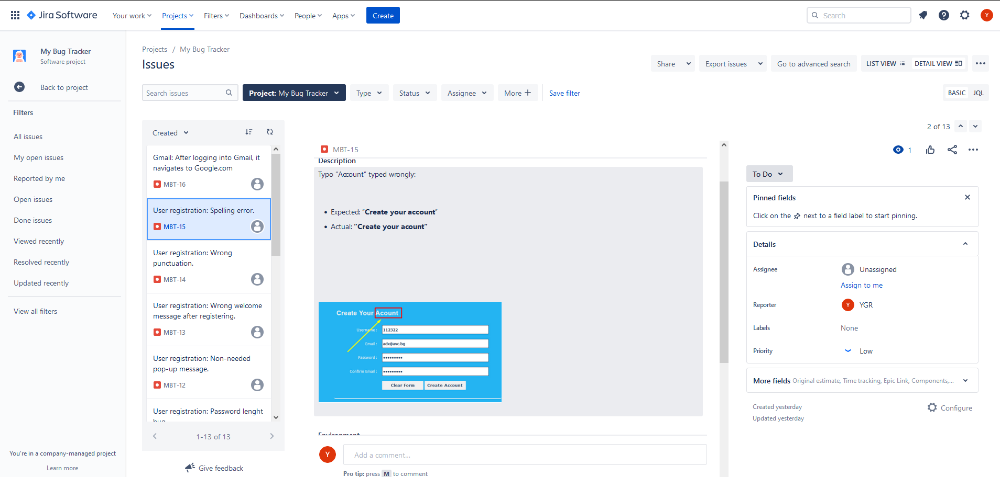 Jira Software
Your work
Projects
Filters
Dashboards
People
Apps
Create
Search
Y
My Bug Tracker
Software project
Back to project
Filters
All issues
My open issues
Reported by me
Open issues
Done issues
Viewed recently
Resolved recently
Updated recently
View all filters
You're in a company-managed project
Learn more
Projects / My Bug Tracker
Issues
Share
Export issues
Go to advanced search
LIST VIEW
DETAIL VIEW
Search issues
Project: My Bug Tracker
Type
Status
Assignee
More
Save filter
BASIC
JQL
Created
Gmail: After logging into Gmail, it
navigates to Google.com
MBT-16
User registration: Spelling error.
MBT-15
User registration: Wrong
punctuation.
MBT-14
User registration: Wrong welcome
message after registering.
MBT-13
User registration: Non-needed
pop-up message.
MBT-12
User registration: Password lenght
bug
1-13 of 13
Give feedback
MBT-15
Description
Typo “Account” typed wrongly:
Expected: “Create your account”
Actual: “Create your acount”
Create Your Acount
Username :
112322
Email :
adx@avc.bg
Password :
Confirm Email :
Clear Form
Create Account
Environment
Y
Add a comment...
Pro tip: press M to comment
2 of 13
1
To Do
Pinned fields
Click on the next to a field label to start pinning.
Details
Assignee
Unassigned
Assign to me
Reporter
Y
YGR
Labels
None
Priority
Low
More fields Original estimate, Time tracking, Epic Link, Components,...
Created yesterday
Updated yesterday
Configure